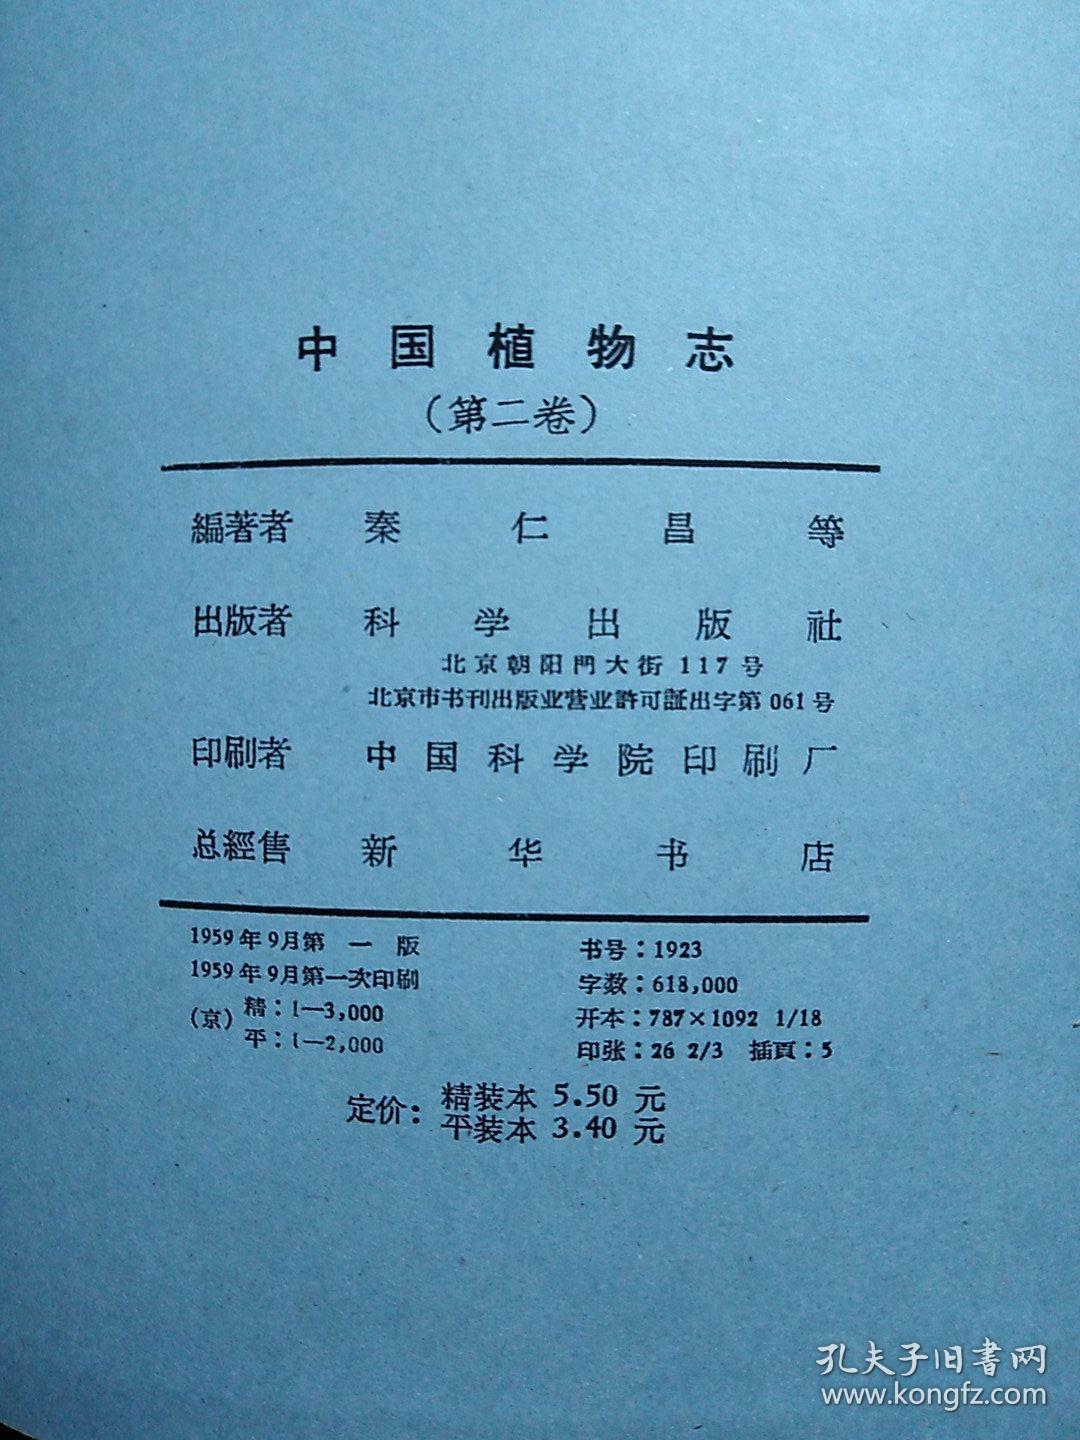 中国植物志
（第二卷）
編著者 秦仁昌等
出版者 科学出版社
北京朝阳門大街 117 号
北京市书刊出版业营业許可証出字第 061 号
印刷者 中国科学院印刷厂
总經售 新华书店
1959 年 9 月第 一 版
1959 年 9 月第一次印刷
(京) 精：1—3,000
平：1—2,000
书号：1923
字数：618,000
开本：787×1092 1/18
印张：26 2/3 插頁：5
定价：精装本 5.50 元
平装本 3.40 元
孔夫子旧書网
www.kongfz.com